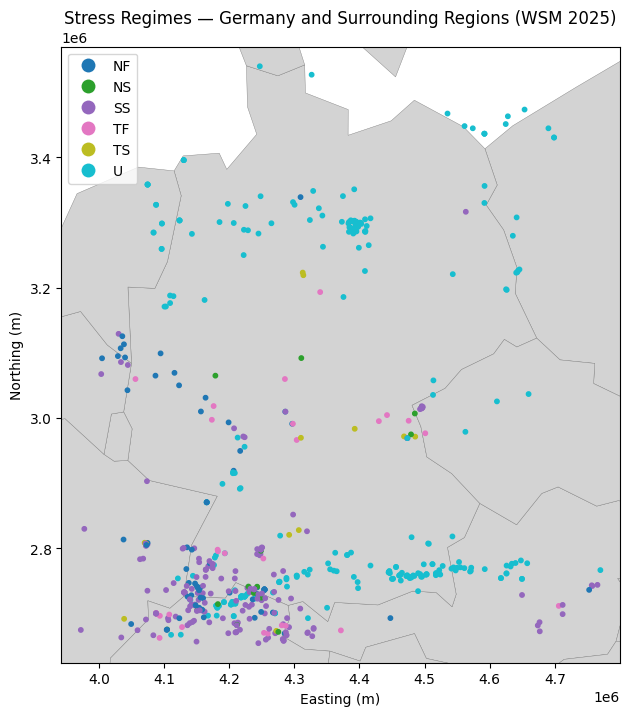 Stress Regimes — Germany and Surrounding Regions (WSM 2025)
1e6
NF
NS
SS
TF
TS
U
3.4
3.2
3.0
2.8
Northing (m)
4.0 4.1 4.2 4.3 4.4 4.5 4.6 4.7
1e6
Easting (m)